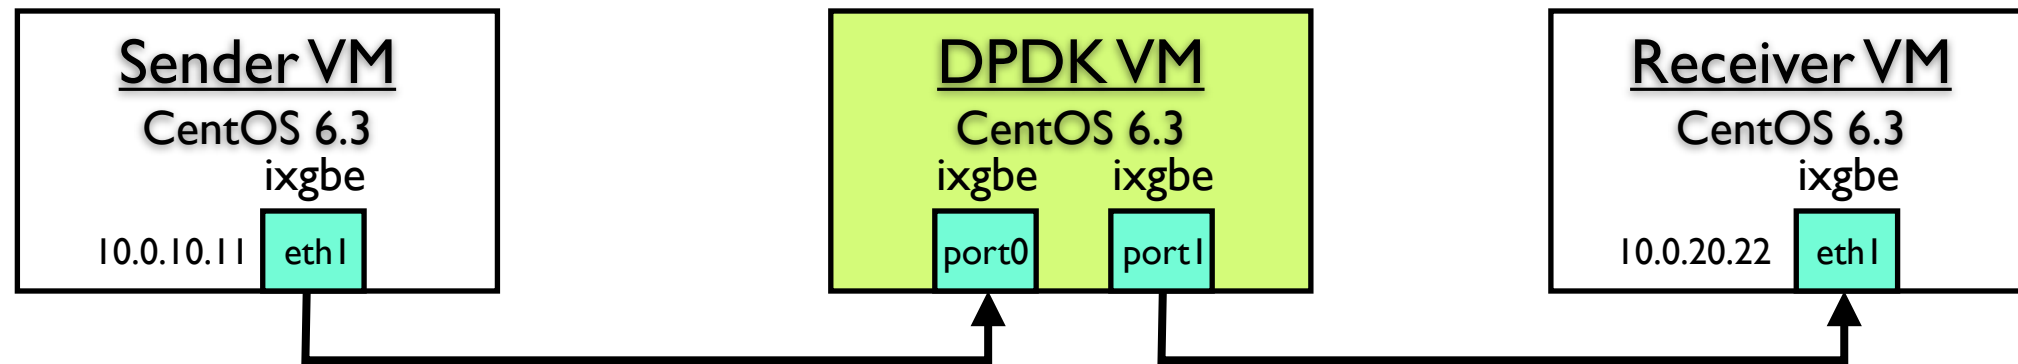 Sender VM
CentOS 6.3
ixgbe
10.0.10.11
eth1
DPDK VM
CentOS 6.3
ixgbe ixgbe
port0 port1
Receiver VM
CentOS 6.3
ixgbe
10.0.20.22
eth1